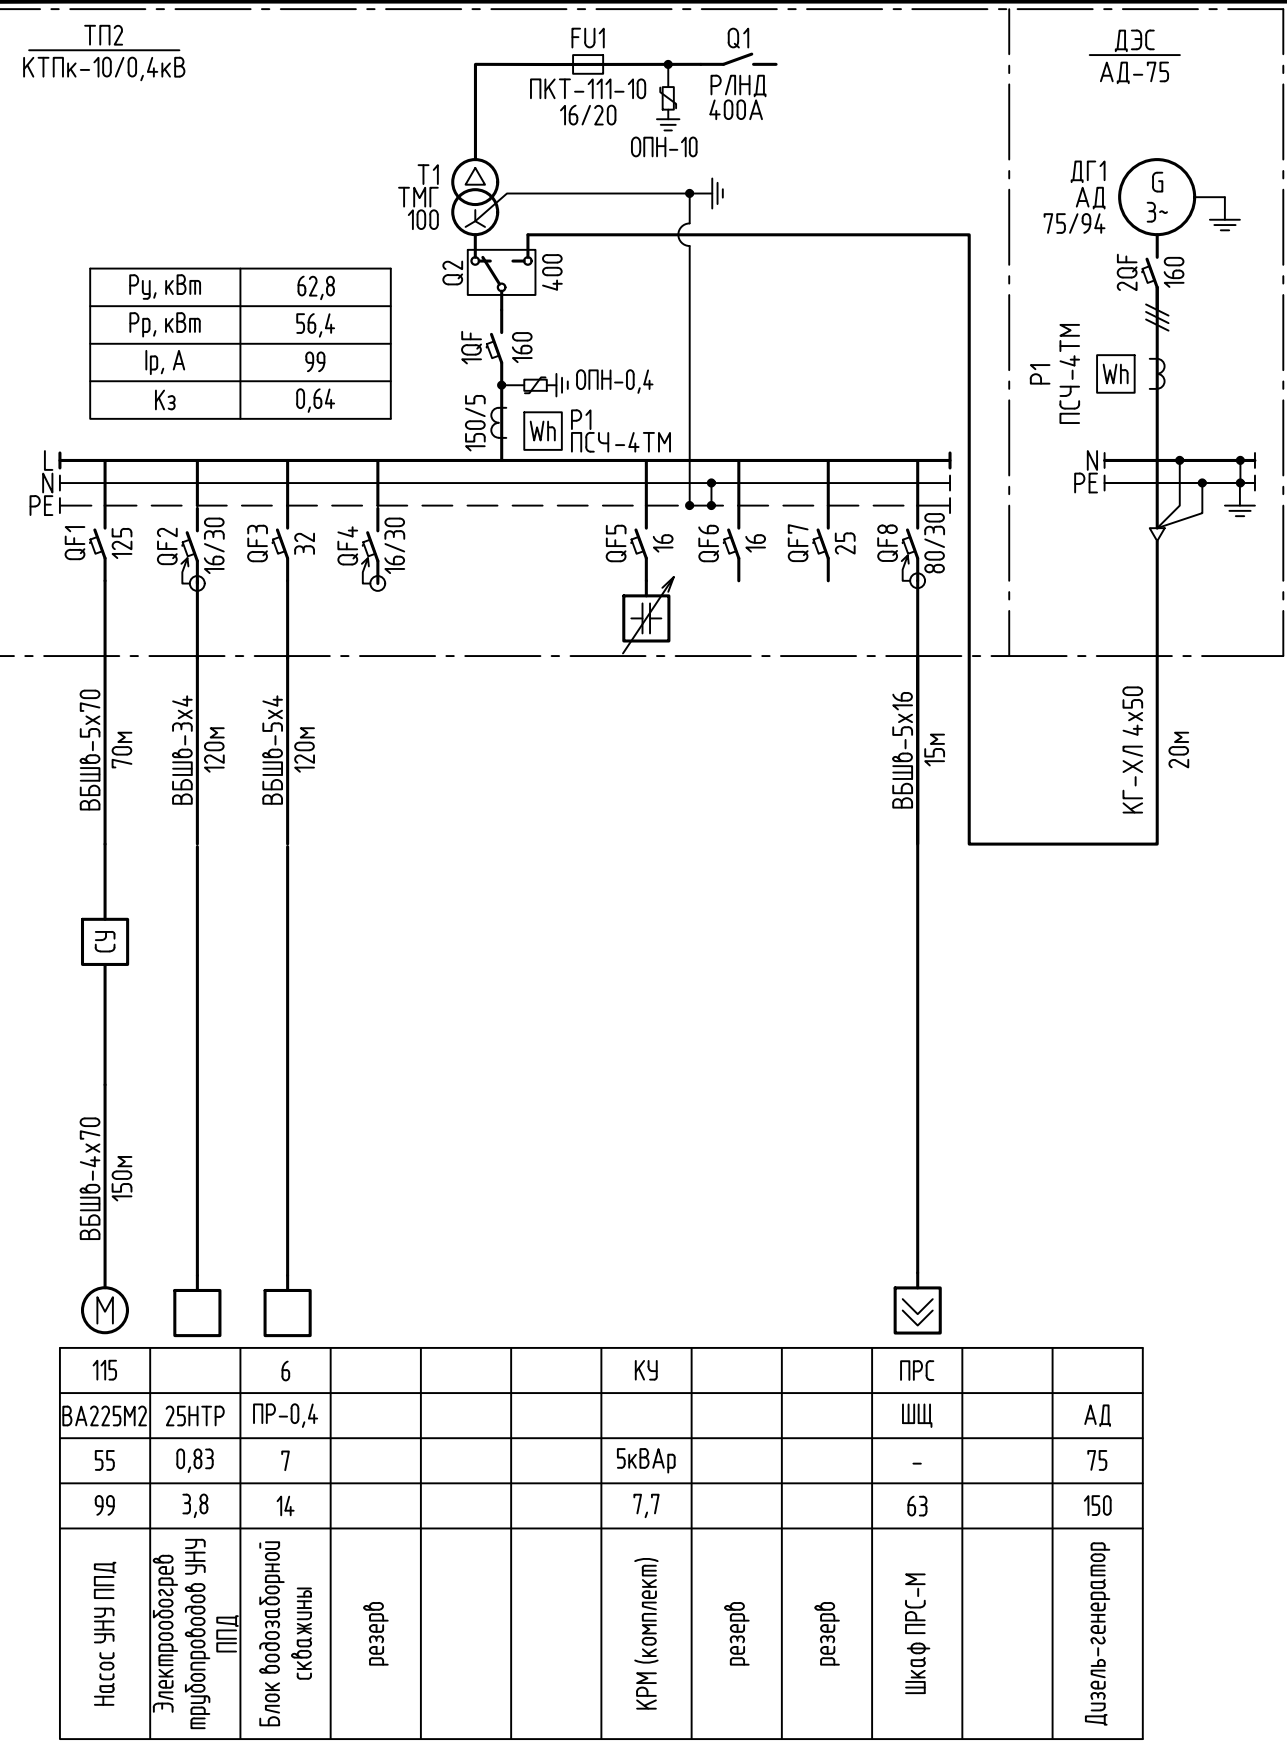 ТП2
КТПк-10/0,4кВ
FU1
ПКТ-111-10
16/20
Q1
РЛНД
400А
ОПН-10
ДЭС
АД-75
Т1
ТМГ
100
ДГ1
АД
75/94
G
3~
Q2
400
2QF
160
Ру, кВт 62,8
Рр, кВт 56,4
Iр, А 99
Кз 0,64
1QF
160
ОПН-0,4
150/5
Wh
Р1
ПСЧ-4ТМ
Р1
ПСЧ-4ТМ
Wh
L
N
PE
N
PE
QF1
125
QF2
16/30
QF3
32
QF4
16/30
QF5
16
QF6
16
QF7
25
QF8
80/30
ВБШв-5х70
70м
ВБШв-3х4
120м
ВБШв-5х4
120м
ВБШв-5х16
15м
КГ-ХЛ 4х50
20м
СУ
ВБШв-4х70
150м
М
115 6 КУ ПРС
ВА225М2 25НТР ПР-0,4 ШЩ АД
55 0,83 7 5кВАр - 75
99 3,8 14 7,7 63 150
Насос УНУ ППД
Электрообогрев
трубопроводов УНУ
ППД
Блок водозаборной
скважины
резерв
КРМ (комплект)
резерв
резерв
Шкаф ПРС-М
Дизель-генератор